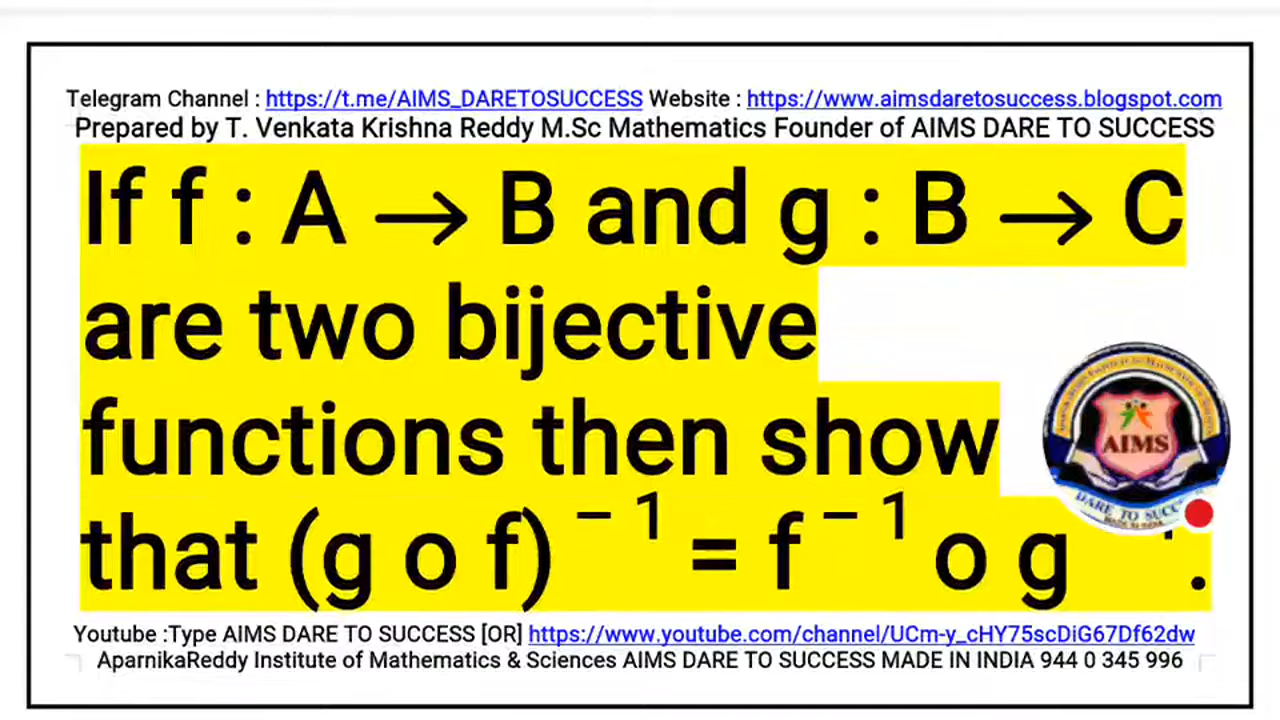 Telegram Channel : https://t.me/AIMS_DARETOSUCCESS Website : https://www.aimsdaretosuccess.blogspot.com
Prepared by T. Venkata Krishna Reddy M.Sc Mathematics Founder of AIMS DARE TO SUCCESS
If f : A → B and g : B → C
are two bijective
functions then show
that (g o f) ⁻ ¹ = f ⁻ ¹ o g .
AIMS
DARE TO SUCC
Youtube :Type AIMS DARE TO SUCCESS [OR] https://www.youtube.com/channel/UCm-y_cHY75scDiG67Df62dw
AparnikaReddy Institute of Mathematics & Sciences AIMS DARE TO SUCCESS MADE IN INDIA 944 0 345 996